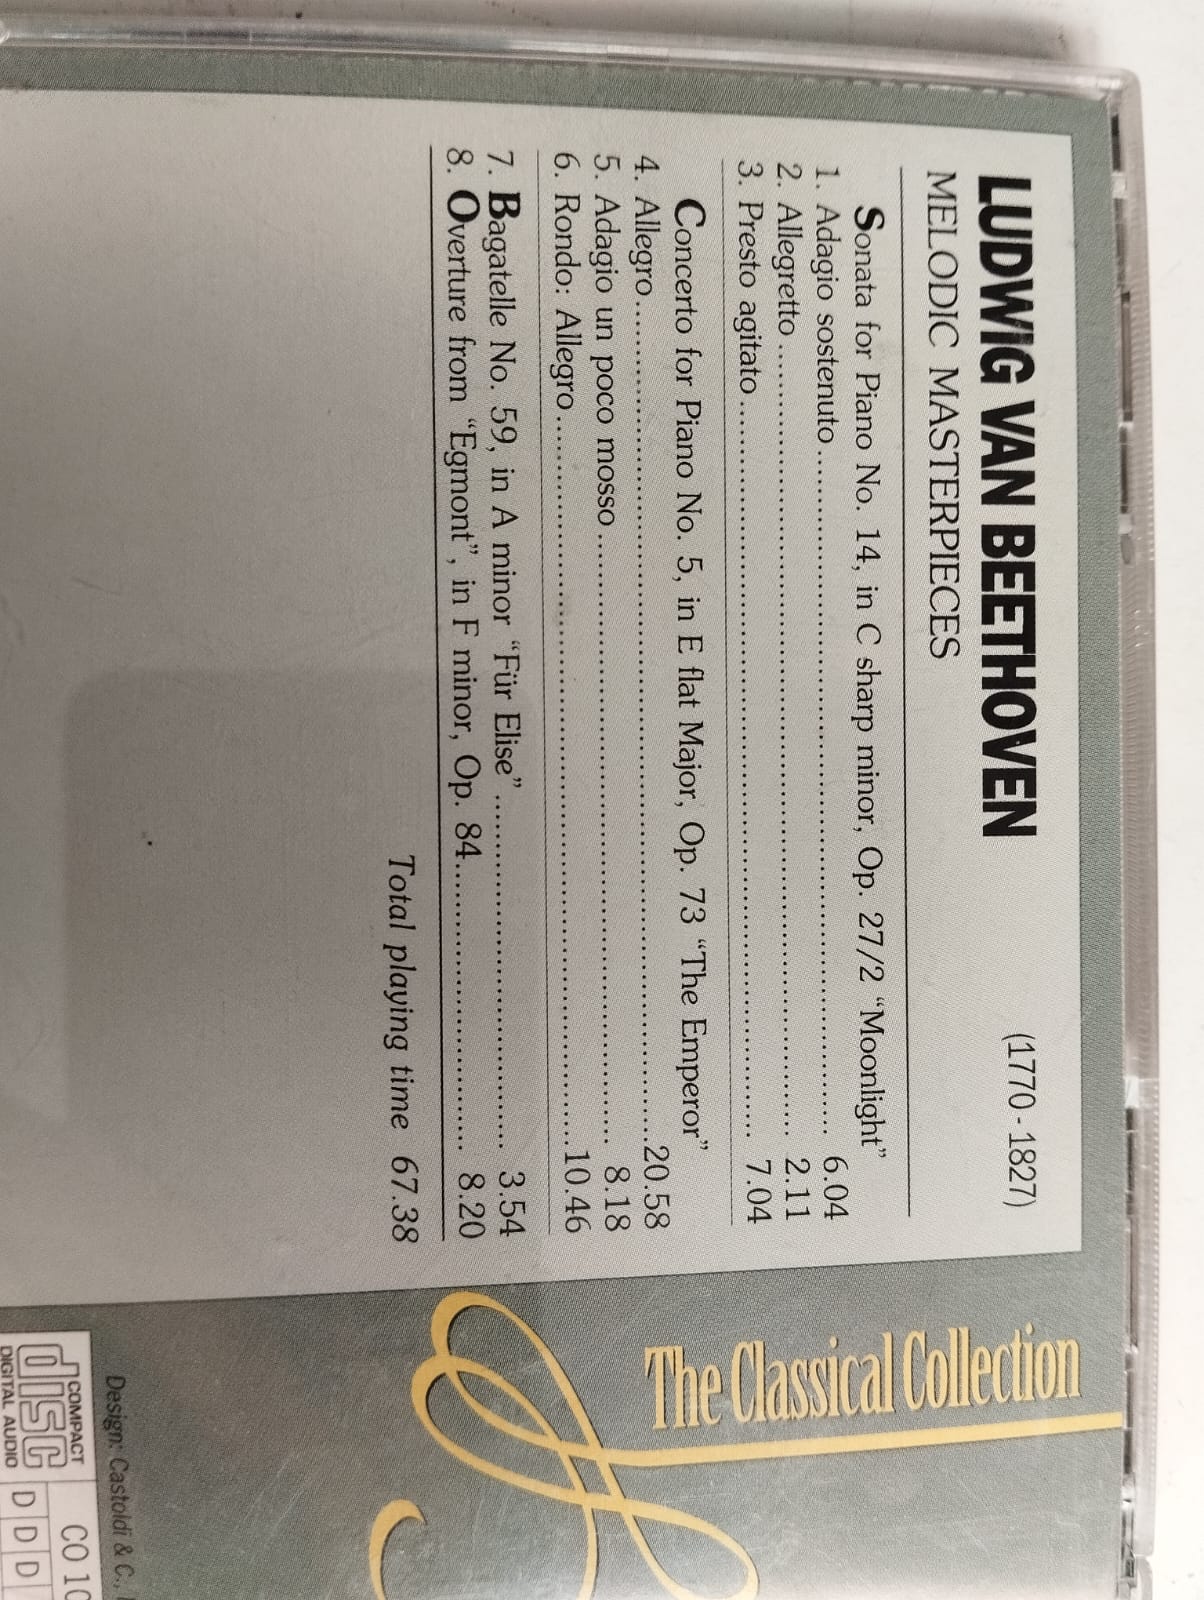 LUDWIG VAN BEETHOVEN (1770 - 1827)
MELODIC MASTERPIECES
Sonata for Piano No. 14, in C sharp minor, Op. 27/2 “Moonlight”
1. Adagio sostenuto ........ 6.04
2. Allegretto ........ 2.11
3. Presto agitato ........ 7.04
Concerto for Piano No. 5, in E flat Major, Op. 73 “The Emperor”
4. Allegro ........ 20.58
5. Adagio un poco mosso ........ 8.18
6. Rondo: Allegro ........ 10.46
7. Bagatelle No. 59, in A minor “Für Elise” ........ 3.54
8. Overture from “Egmont”, in F minor, Op. 84 ........ 8.20
Total playing time 67.38
The Classical Collection
Design: Castoldi & C.,
COMPACT
disc
DIGITAL AUDIO
CO 10
D D D